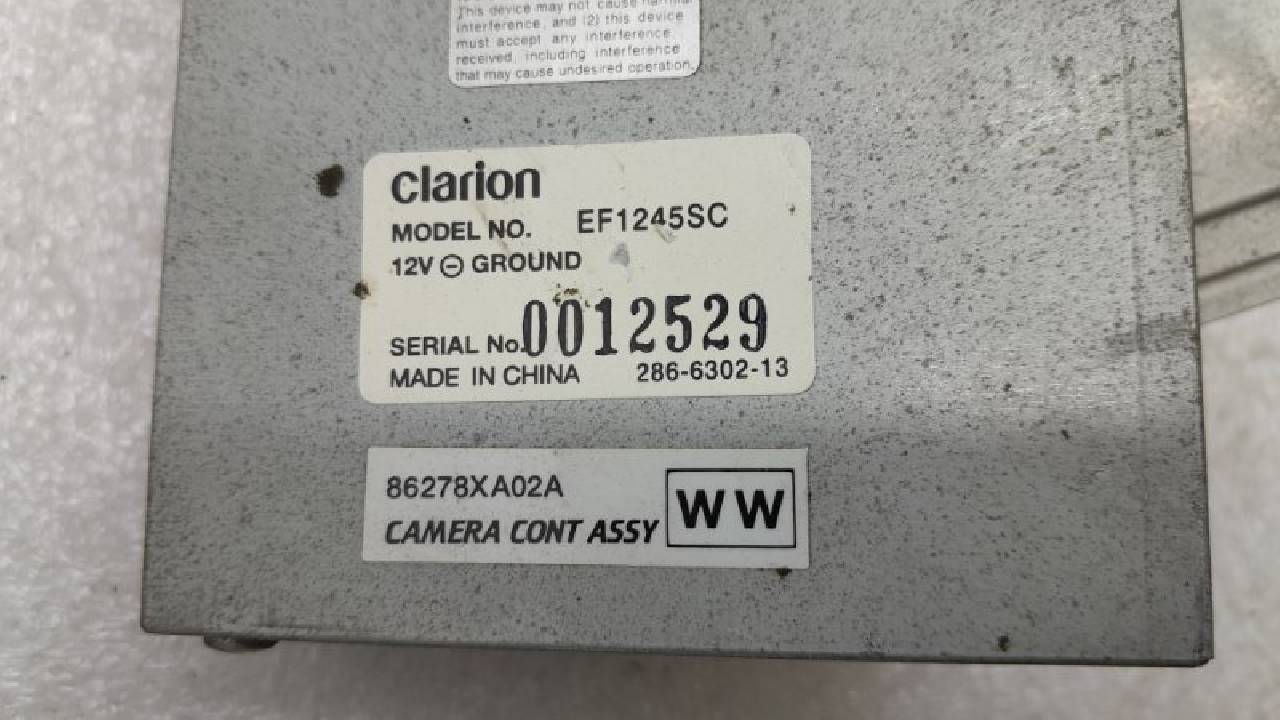 This device may not cause harmful
interference, and (2) this device
must accept any interference
received, including interference
that may cause undesired operation.
clarion
MODEL NO. EF1245SC
12V ⊖ GROUND
SERIAL No. 0012529
MADE IN CHINA 286-6302-13
86278XA02A
CAMERA CONT ASSY WW